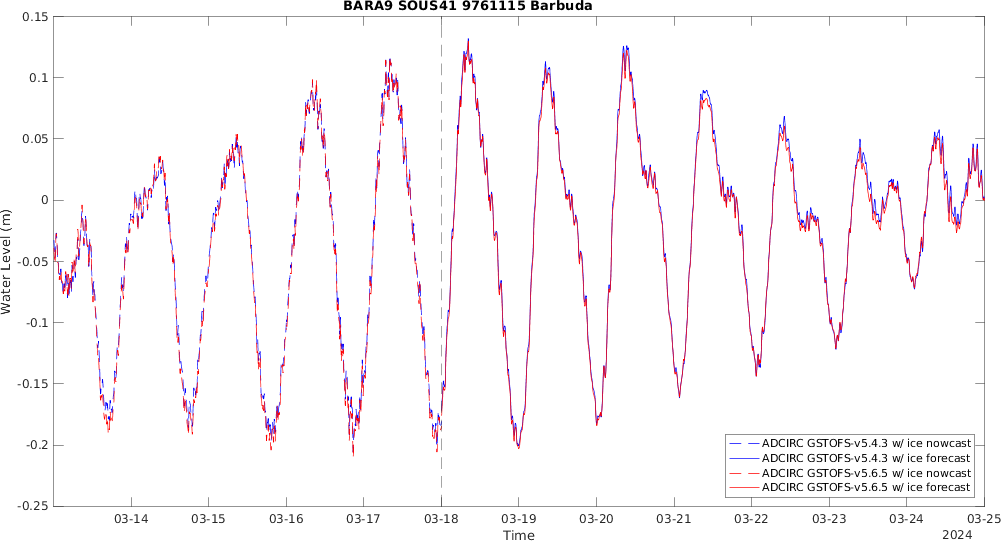 BARA9 SOUS41 9761115 Barbuda
0.15
0.1
0.05
0
-0.05
-0.1
-0.15
-0.2
-0.25
Water Level (m)
ADCIRC GSTOFS-v5.4.3 w/ ice nowcast
ADCIRC GSTOFS-v5.4.3 w/ ice forecast
ADCIRC GSTOFS-v5.6.5 w/ ice nowcast
ADCIRC GSTOFS-v5.6.5 w/ ice forecast
03-14 03-15 03-16 03-17 03-18 03-19 03-20 03-21 03-22 03-23 03-24 03-25
Time
2024